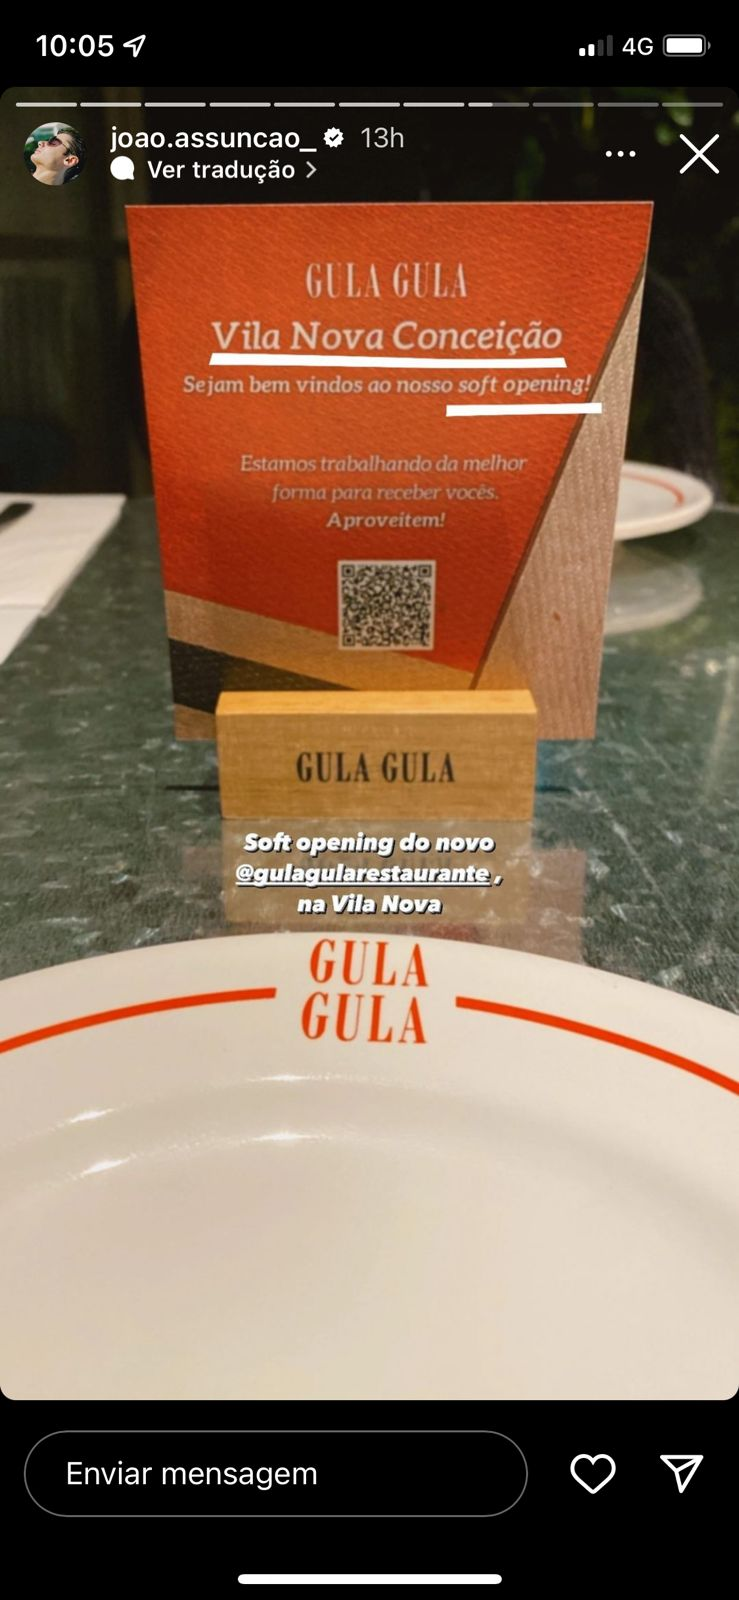 10:05
4G
joao.assuncao_ 13h
Ver tradução
GULA GULA
Vila Nova Conceição
Sejam bem vindos ao nosso soft opening!
Estamos trabalhando da melhor
forma para receber vocês.
Aproveitem!
GULA GULA
Soft opening do novo
@gulagularestaurante,
na Vila Nova
GULA
GULA
Enviar mensagem